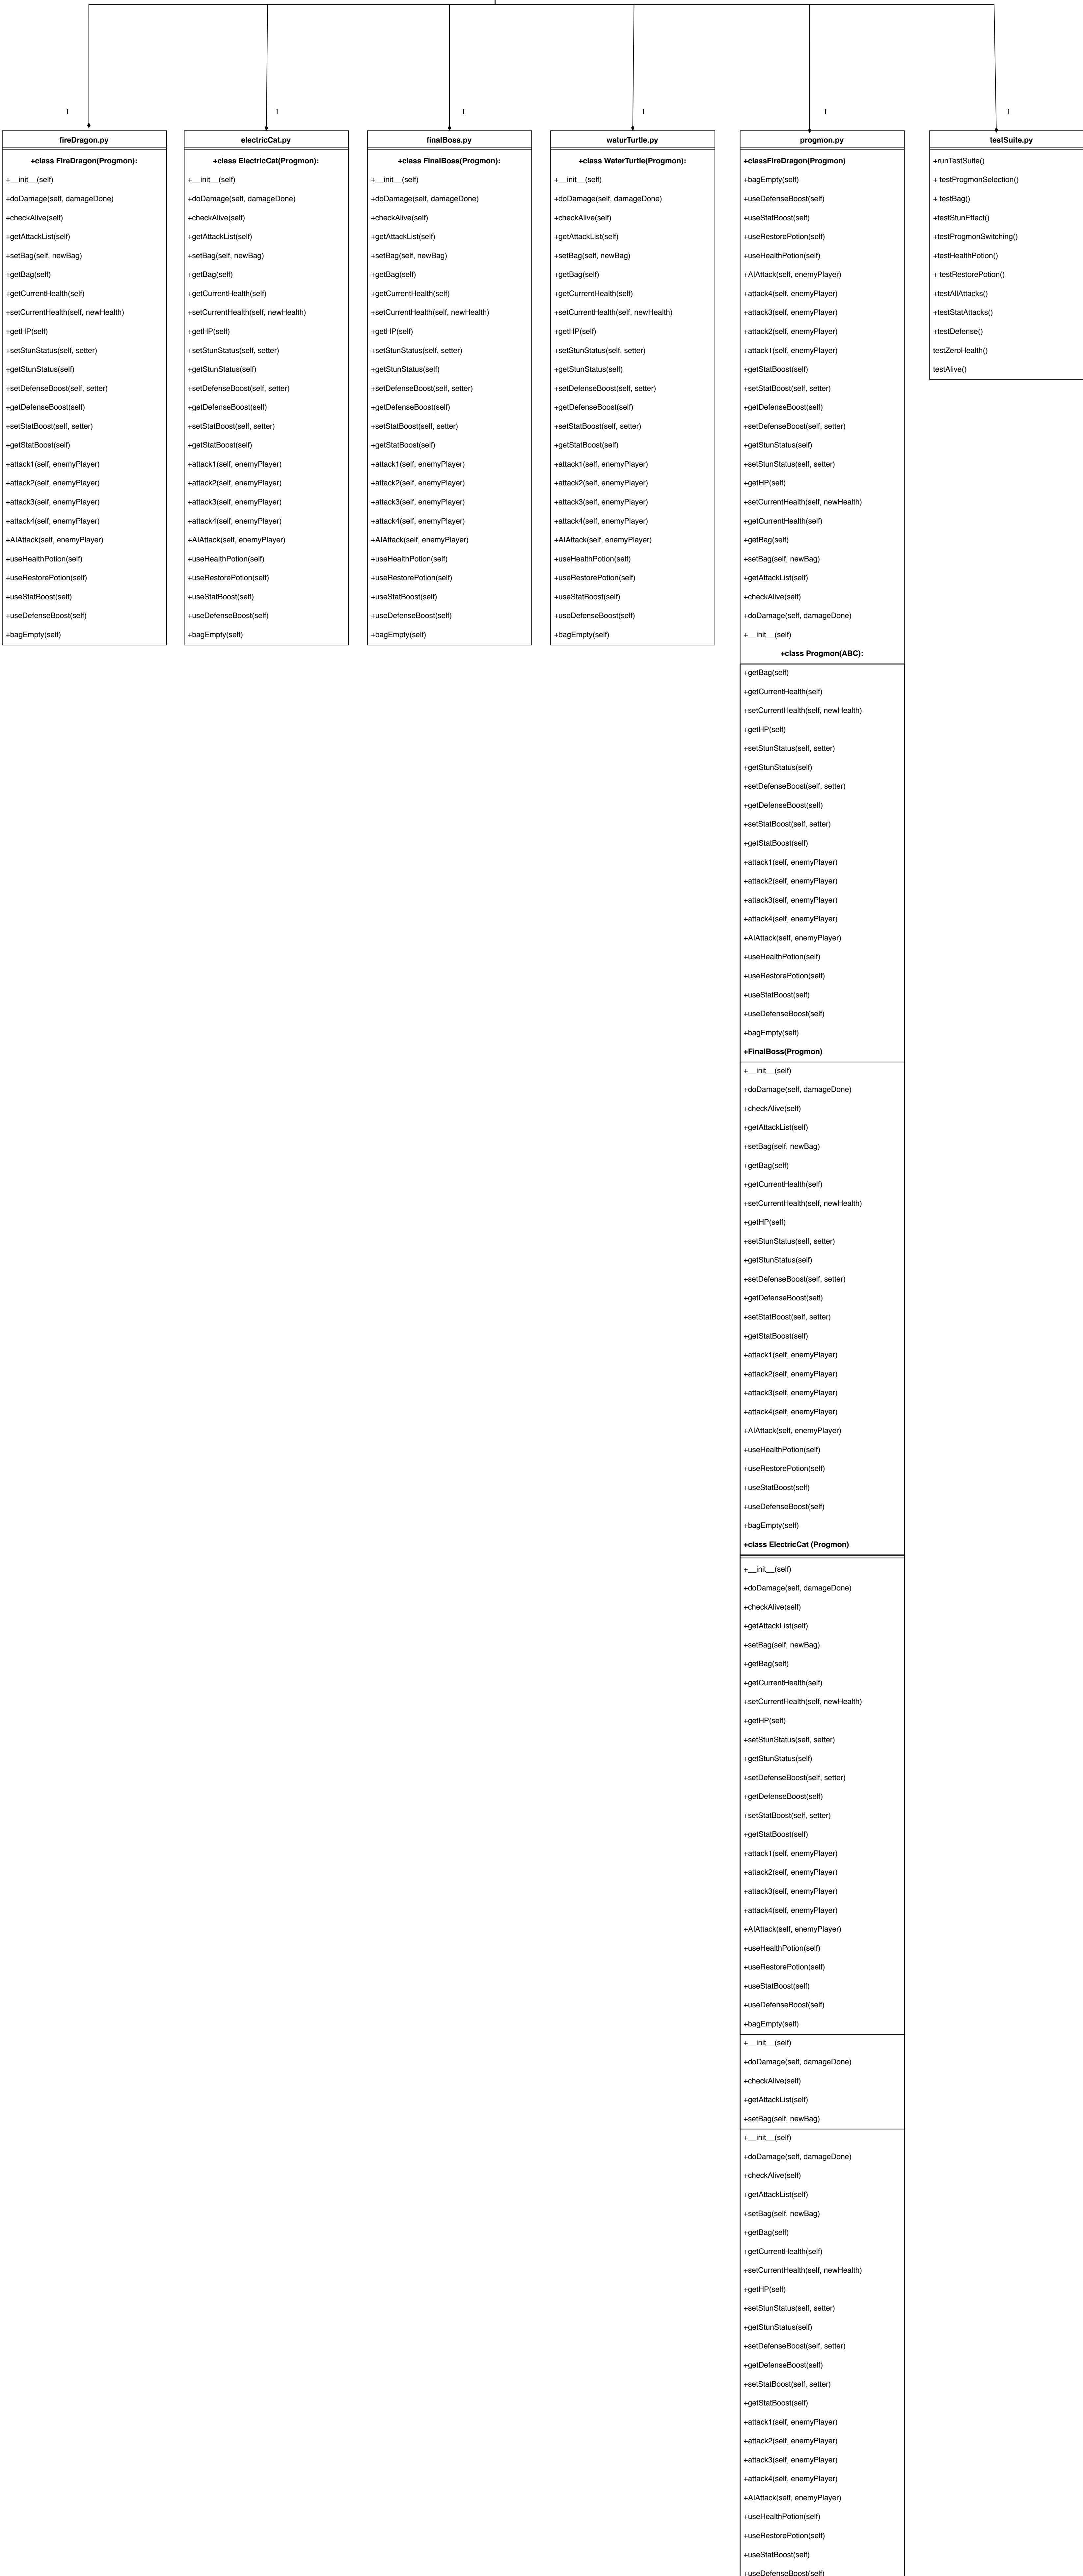 1
1
1
1
1
1
fireDragon.py
+class FireDragon(Progmon):
+__init__(self)
+doDamage(self, damageDone)
+checkAlive(self)
+getAttackList(self)
+setBag(self, newBag)
+getBag(self)
+getCurrentHealth(self)
+setCurrentHealth(self, newHealth)
+getHP(self)
+setStunStatus(self, setter)
+getStunStatus(self)
+setDefenseBoost(self, setter)
+getDefenseBoost(self)
+setStatBoost(self, setter)
+getStatBoost(self)
+attack1(self, enemyPlayer)
+attack2(self, enemyPlayer)
+attack3(self, enemyPlayer)
+attack4(self, enemyPlayer)
+AIAttack(self, enemyPlayer)
+useHealthPotion(self)
+useRestorePotion(self)
+useStatBoost(self)
+useDefenseBoost(self)
+bagEmpty(self)
electricCat.py
+class ElectricCat(Progmon):
+__init__(self)
+doDamage(self, damageDone)
+checkAlive(self)
+getAttackList(self)
+setBag(self, newBag)
+getBag(self)
+getCurrentHealth(self)
+setCurrentHealth(self, newHealth)
+getHP(self)
+setStunStatus(self, setter)
+getStunStatus(self)
+setDefenseBoost(self, setter)
+getDefenseBoost(self)
+setStatBoost(self, setter)
+getStatBoost(self)
+attack1(self, enemyPlayer)
+attack2(self, enemyPlayer)
+attack3(self, enemyPlayer)
+attack4(self, enemyPlayer)
+AIAttack(self, enemyPlayer)
+useHealthPotion(self)
+useRestorePotion(self)
+useStatBoost(self)
+useDefenseBoost(self)
+bagEmpty(self)
finalBoss.py
+class FinalBoss(Progmon):
+__init__(self)
+doDamage(self, damageDone)
+checkAlive(self)
+getAttackList(self)
+setBag(self, newBag)
+getBag(self)
+getCurrentHealth(self)
+setCurrentHealth(self, newHealth)
+getHP(self)
+setStunStatus(self, setter)
+getStunStatus(self)
+setDefenseBoost(self, setter)
+getDefenseBoost(self)
+setStatBoost(self, setter)
+getStatBoost(self)
+attack1(self, enemyPlayer)
+attack2(self, enemyPlayer)
+attack3(self, enemyPlayer)
+attack4(self, enemyPlayer)
+AIAttack(self, enemyPlayer)
+useHealthPotion(self)
+useRestorePotion(self)
+useStatBoost(self)
+useDefenseBoost(self)
+bagEmpty(self)
waturTurtle.py
+class WaterTurtle(Progmon):
+__init__(self)
+doDamage(self, damageDone)
+checkAlive(self)
+getAttackList(self)
+setBag(self, newBag)
+getBag(self)
+getCurrentHealth(self)
+setCurrentHealth(self, newHealth)
+getHP(self)
+setStunStatus(self, setter)
+getStunStatus(self)
+setDefenseBoost(self, setter)
+getDefenseBoost(self)
+setStatBoost(self, setter)
+getStatBoost(self)
+attack1(self, enemyPlayer)
+attack2(self, enemyPlayer)
+attack3(self, enemyPlayer)
+attack4(self, enemyPlayer)
+AIAttack(self, enemyPlayer)
+useHealthPotion(self)
+useRestorePotion(self)
+useStatBoost(self)
+useDefenseBoost(self)
+bagEmpty(self)
progmon.py
+classFireDragon(Progmon)
+bagEmpty(self)
+useDefenseBoost(self)
+useStatBoost(self)
+useRestorePotion(self)
+useHealthPotion(self)
+AIAttack(self, enemyPlayer)
+attack4(self, enemyPlayer)
+attack3(self, enemyPlayer)
+attack2(self, enemyPlayer)
+attack1(self, enemyPlayer)
+getStatBoost(self)
+setStatBoost(self, setter)
+getDefenseBoost(self)
+setDefenseBoost(self, setter)
+getStunStatus(self)
+setStunStatus(self, setter)
+getHP(self)
+setCurrentHealth(self, newHealth)
+getCurrentHealth(self)
+getBag(self)
+setBag(self, newBag)
+getAttackList(self)
+checkAlive(self)
+doDamage(self, damageDone)
+__init__(self)
+class Progmon(ABC):
+getBag(self)
+getCurrentHealth(self)
+setCurrentHealth(self, newHealth)
+getHP(self)
+setStunStatus(self, setter)
+getStunStatus(self)
+setDefenseBoost(self, setter)
+getDefenseBoost(self)
+setStatBoost(self, setter)
+getStatBoost(self)
+attack1(self, enemyPlayer)
+attack2(self, enemyPlayer)
+attack3(self, enemyPlayer)
+attack4(self, enemyPlayer)
+AIAttack(self, enemyPlayer)
+useHealthPotion(self)
+useRestorePotion(self)
+useStatBoost(self)
+useDefenseBoost(self)
+bagEmpty(self)
+FinalBoss(Progmon)
+__init__(self)
+doDamage(self, damageDone)
+checkAlive(self)
+getAttackList(self)
+setBag(self, newBag)
+getBag(self)
+getCurrentHealth(self)
+setCurrentHealth(self, newHealth)
+getHP(self)
+setStunStatus(self, setter)
+getStunStatus(self)
+setDefenseBoost(self, setter)
+getDefenseBoost(self)
+setStatBoost(self, setter)
+getStatBoost(self)
+attack1(self, enemyPlayer)
+attack2(self, enemyPlayer)
+attack3(self, enemyPlayer)
+attack4(self, enemyPlayer)
+AIAttack(self, enemyPlayer)
+useHealthPotion(self)
+useRestorePotion(self)
+useStatBoost(self)
+useDefenseBoost(self)
+bagEmpty(self)
+class ElectricCat (Progmon)
+__init__(self)
+doDamage(self, damageDone)
+checkAlive(self)
+getAttackList(self)
+setBag(self, newBag)
+getBag(self)
+getCurrentHealth(self)
+setCurrentHealth(self, newHealth)
+getHP(self)
+setStunStatus(self, setter)
+getStunStatus(self)
+setDefenseBoost(self, setter)
+getDefenseBoost(self)
+setStatBoost(self, setter)
+getStatBoost(self)
+attack1(self, enemyPlayer)
+attack2(self, enemyPlayer)
+attack3(self, enemyPlayer)
+attack4(self, enemyPlayer)
+AIAttack(self, enemyPlayer)
+useHealthPotion(self)
+useRestorePotion(self)
+useStatBoost(self)
+useDefenseBoost(self)
+bagEmpty(self)
+__init__(self)
+doDamage(self, damageDone)
+checkAlive(self)
+getAttackList(self)
+setBag(self, newBag)
+__init__(self)
+doDamage(self, damageDone)
+checkAlive(self)
+getAttackList(self)
+setBag(self, newBag)
+getBag(self)
+getCurrentHealth(self)
+setCurrentHealth(self, newHealth)
+getHP(self)
+setStunStatus(self, setter)
+getStunStatus(self)
+setDefenseBoost(self, setter)
+getDefenseBoost(self)
+setStatBoost(self, setter)
+getStatBoost(self)
+attack1(self, enemyPlayer)
+attack2(self, enemyPlayer)
+attack3(self, enemyPlayer)
+attack4(self, enemyPlayer)
+AIAttack(self, enemyPlayer)
+useHealthPotion(self)
+useRestorePotion(self)
+useStatBoost(self)
+useDefenseBoost(self)
testSuite.py
+runTestSuite()
+ testProgmonSelection()
+ testBag()
+testStunEffect()
+testProgmonSwitching()
+testHealthPotion()
+ testRestorePotion()
+testAllAttacks()
+testStatAttacks()
+testDefense()
testZeroHealth()
testAlive()